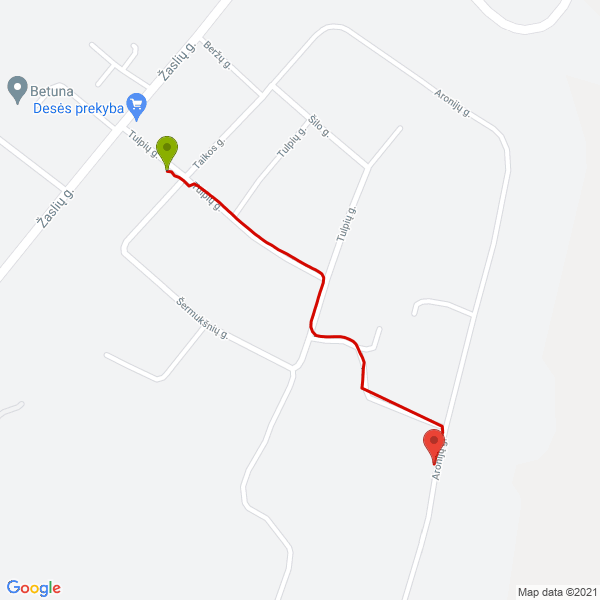 Žaslių g.
Beržų g.
Betuna
Desės prekyba
Aronijų g.
Tulpių g.
Taikos g.
Šilo g.
Tulpių g.
Tulpių g.
Žaslių g.
Tulpių g.
Šermukšnių g.
Aronijų g.
Google
Map data ©2021